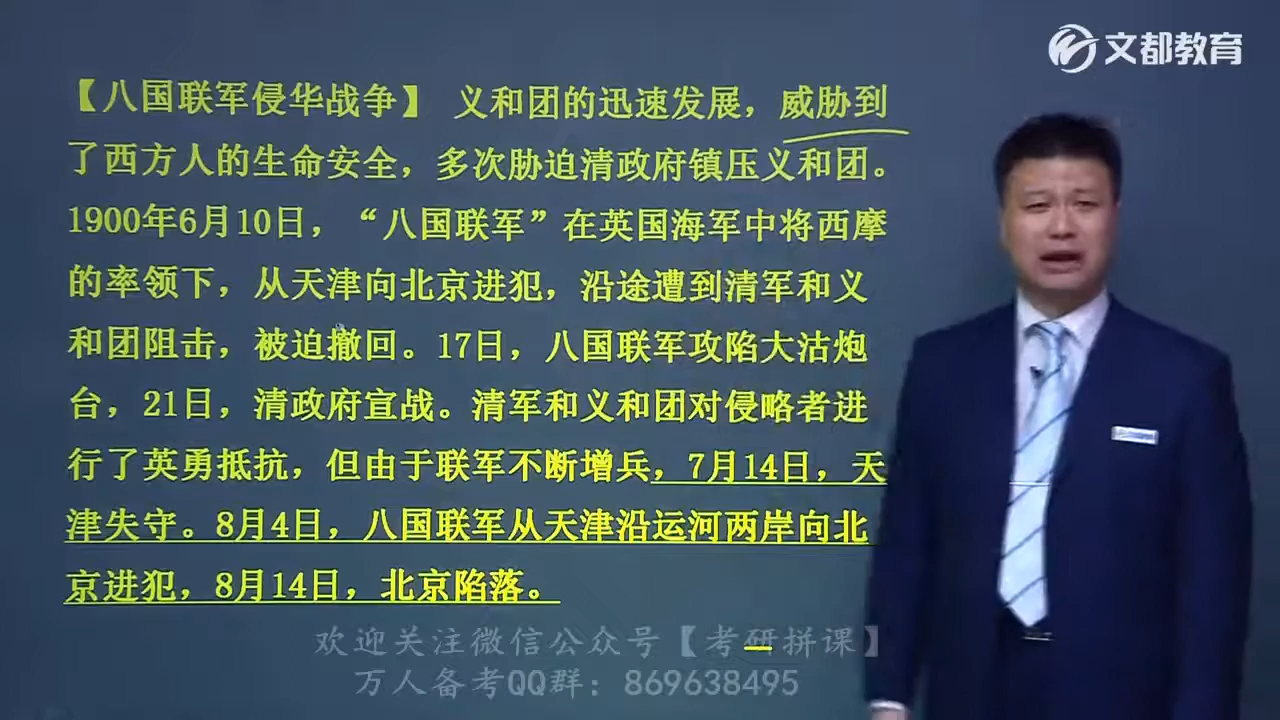 文都教育
【八国联军侵华战争】 义和团的迅速发展，威胁到
了西方人的生命安全，多次胁迫清政府镇压义和团。
1900年6月10日，“八国联军”在英国海军中将西摩
的率领下，从天津向北京进犯，沿途遭到清军和义
和团阻击，被迫撤回。17日，八国联军攻陷大沽炮
台，21日，清政府宣战。清军和义和团对侵略者进
行了英勇抵抗，但由于联军不断增兵，7月14日，天
津失守。8月4日，八国联军从天津沿运河两岸向北
京进犯，8月14日，北京陷落。
欢迎关注微信公众号【考研拼课】
万人备考QQ群：869638495